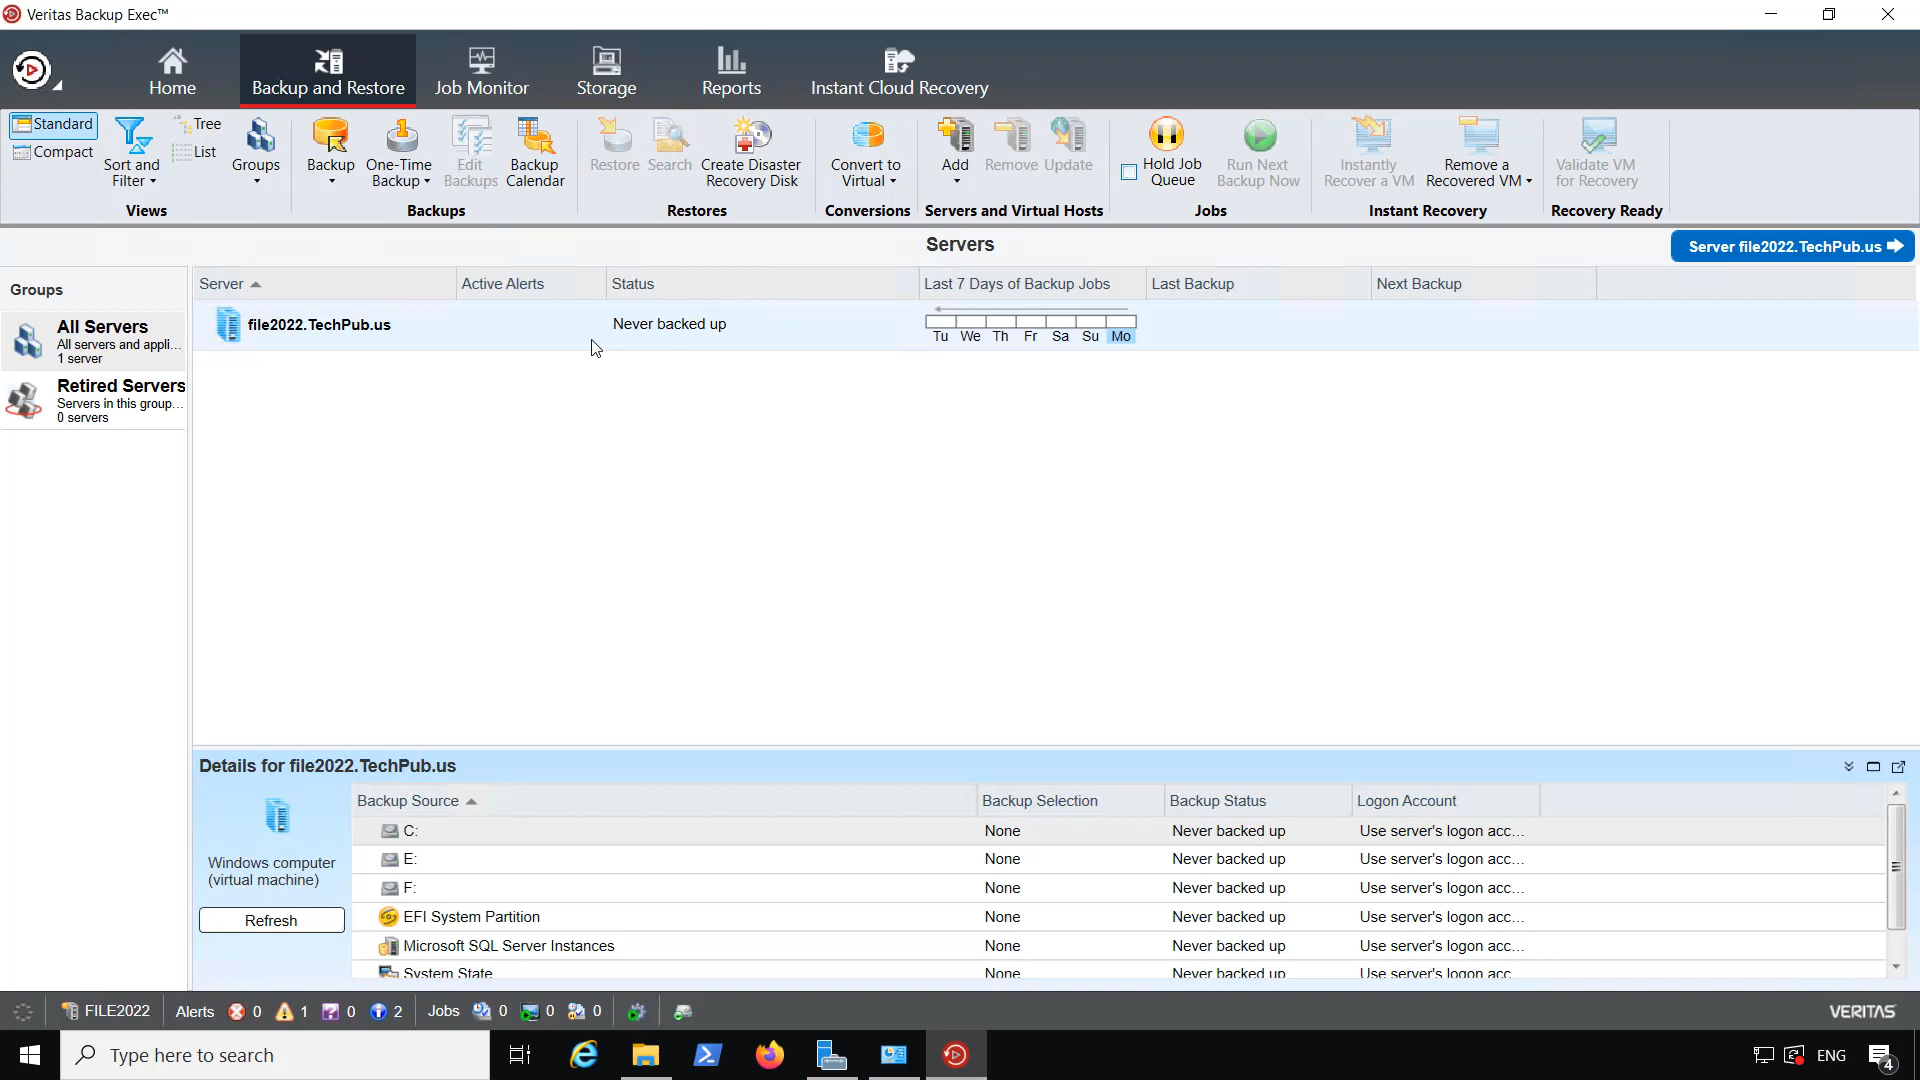 Veritas Backup Exec™
Home
Backup and Restore
Job Monitor
Storage
Reports
Instant Cloud Recovery
Standard
Compact
Sort and
Filter
Tree
List
Groups
Views
Backup
One-Time
Backup
Edit
Backups
Backup
Calendar
Backups
Restore
Search
Create Disaster
Recovery Disk
Restores
Convert to
Virtual
Conversions
Add
Remove
Update
Servers and Virtual Hosts
Hold Job
Queue
Run Next
Backup Now
Jobs
Instantly
Recover a VM
Remove a
Recovered VM
Instant Recovery
Validate VM
for Recovery
Recovery Ready
Servers
Server file2022.TechPub.us
Groups
All Servers
All servers and appli...
1 server
Retired Servers
Servers in this group...
0 servers
Server
Active Alerts
Status
Last 7 Days of Backup Jobs
Last Backup
Next Backup
file2022.TechPub.us
Never backed up
Tu We Th Fr Sa Su Mo
Details for file2022.TechPub.us
Windows computer
(virtual machine)
Refresh
Backup Source Backup Selection Backup Status Logon Account
C: None Never backed up Use server's logon acc...
E: None Never backed up Use server's logon acc...
F: None Never backed up Use server's logon acc...
EFI System Partition None Never backed up Use server's logon acc...
Microsoft SQL Server Instances None Never backed up Use server's logon acc...
System State None Never backed up Use server's logon acc
FILE2022 Alerts 0 1 0 2 Jobs 0 0 0 VERITAS
Type here to search
ENG
4